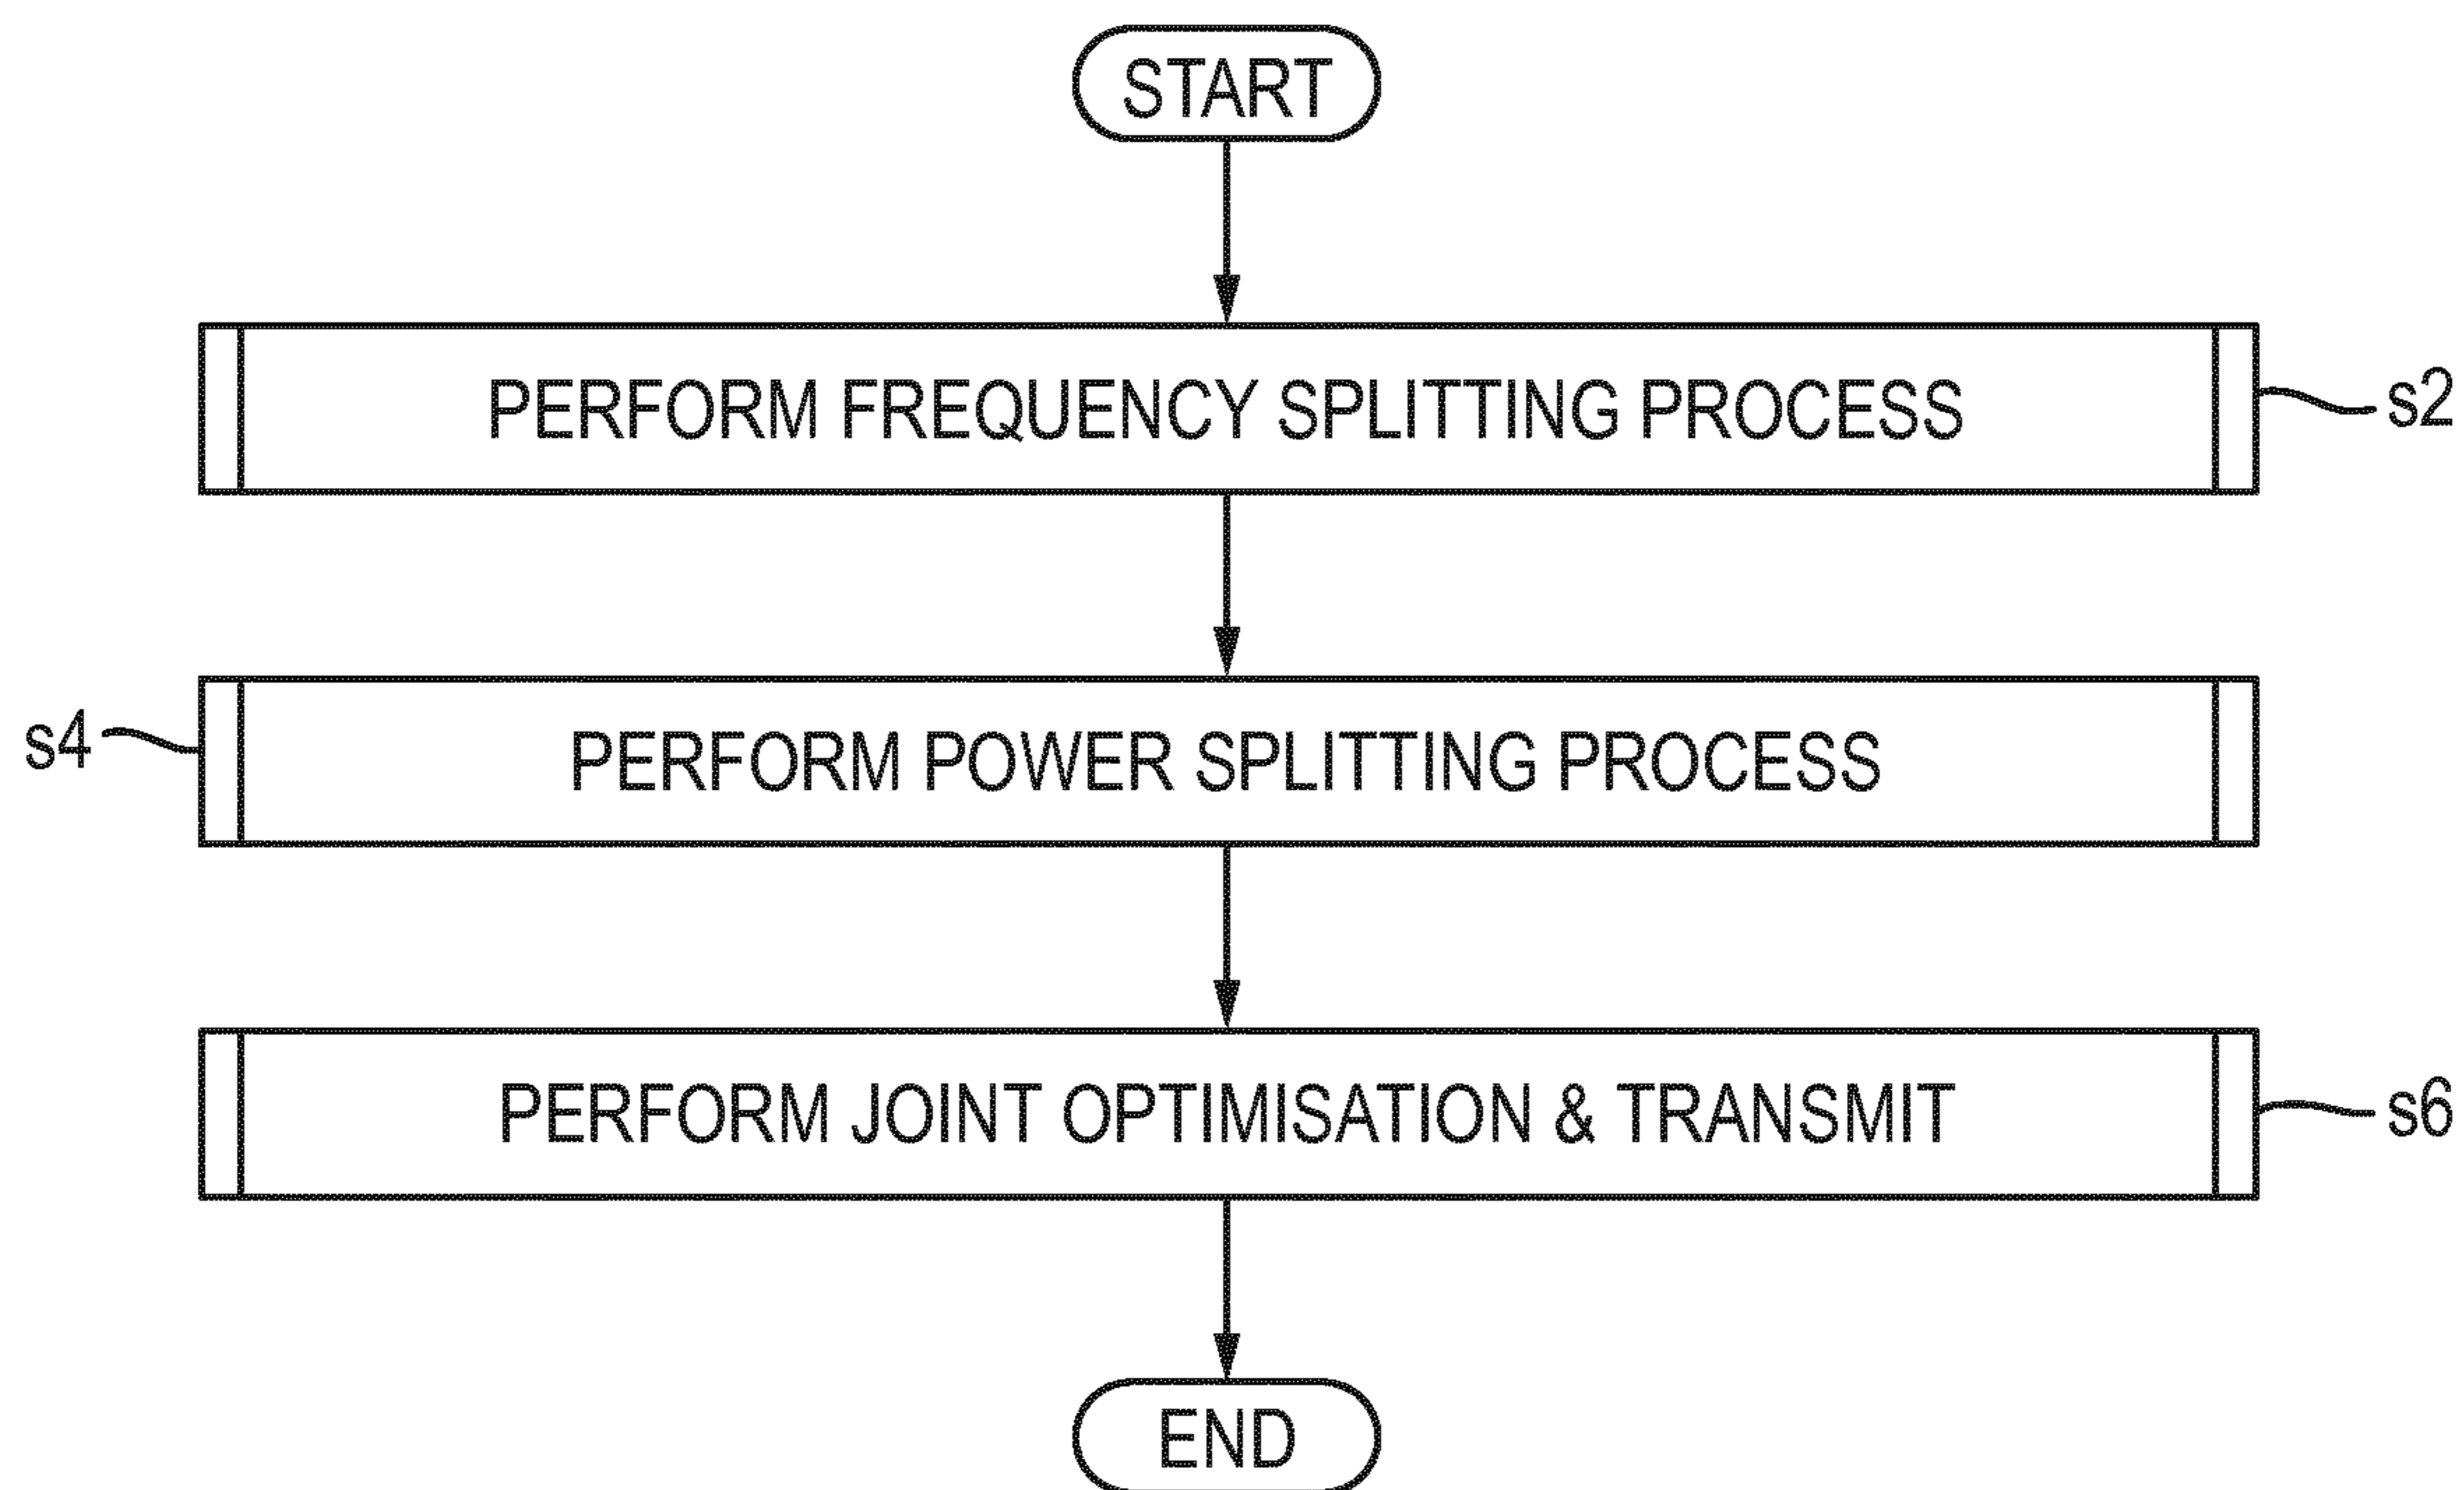 START
PERFORM FREQUENCY SPLITTING PROCESS
s2
s4
PERFORM POWER SPLITTING PROCESS
PERFORM JOINT OPTIMISATION & TRANSMIT
s6
END